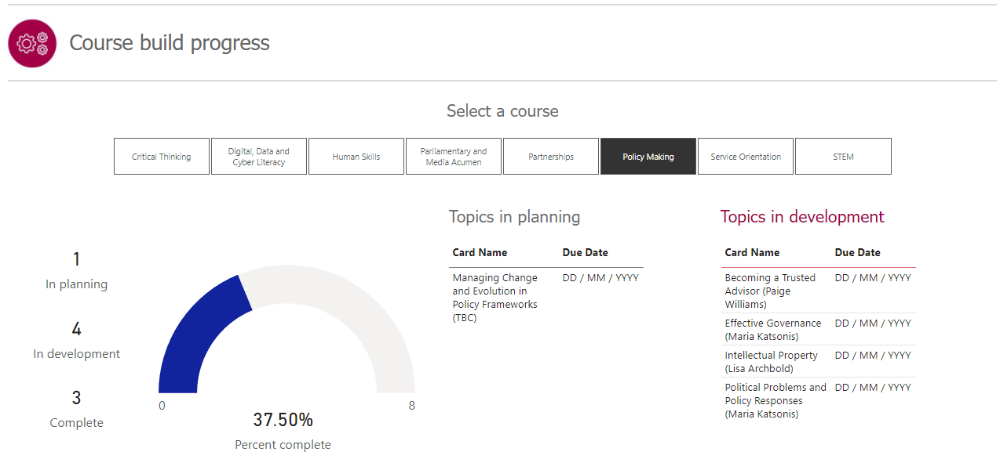 Course build progress
Select a course
Critical Thinking
Digital, Data and
Cyber Literacy
Human Skills
Parliamentary and
Media Acumen
Partnerships
Policy Making
Service Orientation
STEM
1
In planning
4
In development
3
Complete
0
8
37.50%
Percent complete
Topics in planning
Card Name Due Date
Managing Change DD / MM / YYYY
and Evolution in
Policy Frameworks
(TBC)
Topics in development
Card Name Due Date
Becoming a Trusted DD / MM / YYYY
Advisor (Paige
Williams)
Effective Governance DD / MM / YYYY
(Maria Katsonis)
Intellectual Property DD / MM / YYYY
(Lisa Archbold)
Political Problems and DD / MM / YYYY
Policy Responses
(Maria Katsonis)